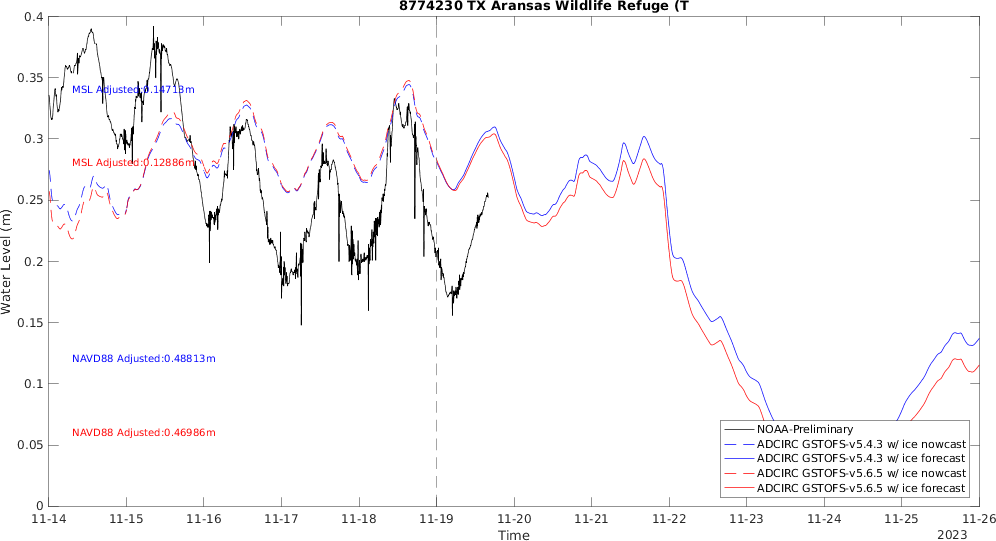 8774230 TX Aransas Wildlife Refuge (T
0.4
0.35
0.3
0.25
0.2
0.15
0.1
0.05
0
Water Level (m)
MSL Adjusted:0.14713m
MSL Adjusted:0.12886m
NAVD88 Adjusted:0.48813m
NAVD88 Adjusted:0.46986m
NOAA-Preliminary
ADCIRC GSTOFS-v5.4.3 w/ ice nowcast
ADCIRC GSTOFS-v5.4.3 w/ ice forecast
ADCIRC GSTOFS-v5.6.5 w/ ice nowcast
ADCIRC GSTOFS-v5.6.5 w/ ice forecast
11-14 11-15 11-16 11-17 11-18 11-19 11-20 11-21 11-22 11-23 11-24 11-25 11-26
Time
2023